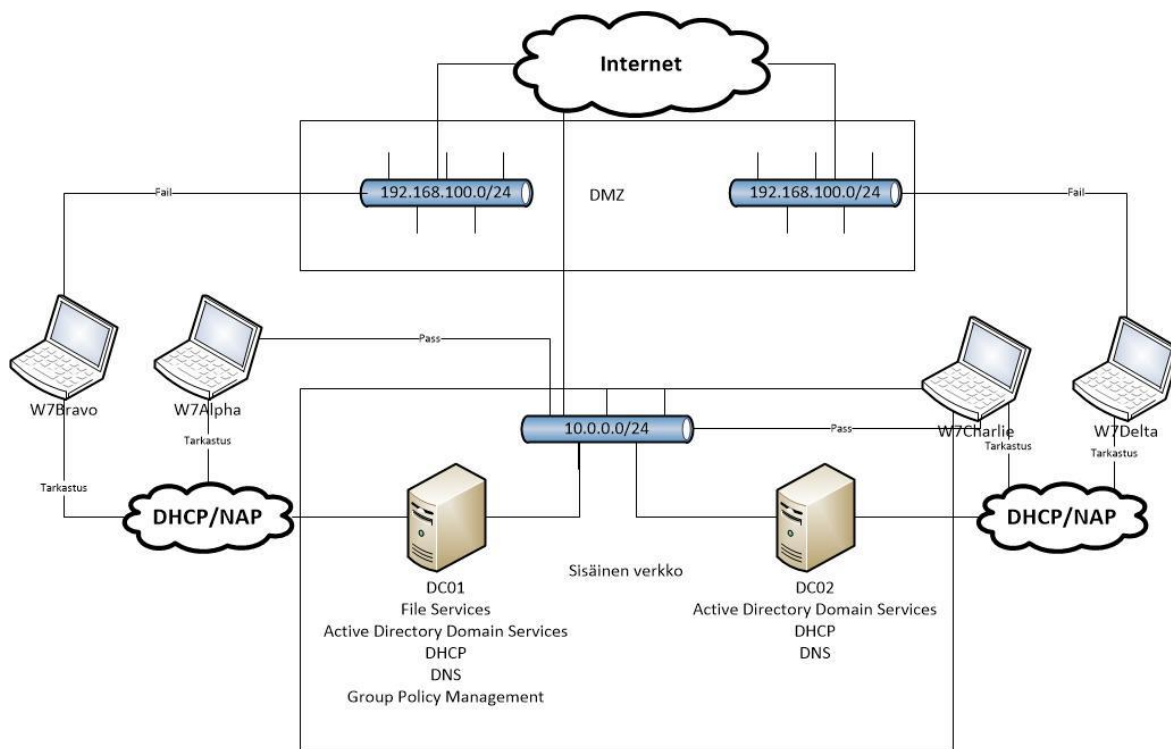 Internet
192.168.100.0/24
DMZ
192.168.100.0/24
Fail
Fail
Pass
W7Bravo
W7Alpha
W7Charlie
W7Delta
10.0.0.0/24
Pass
Tarkastus
Tarkastus
Tarkastus
Tarkastus
DHCP/NAP
DHCP/NAP
Sisäinen verkko
DC01
File Services
Active Directory Domain Services
DHCP
DNS
Group Policy Management
DC02
Active Directory Domain Services
DHCP
DNS